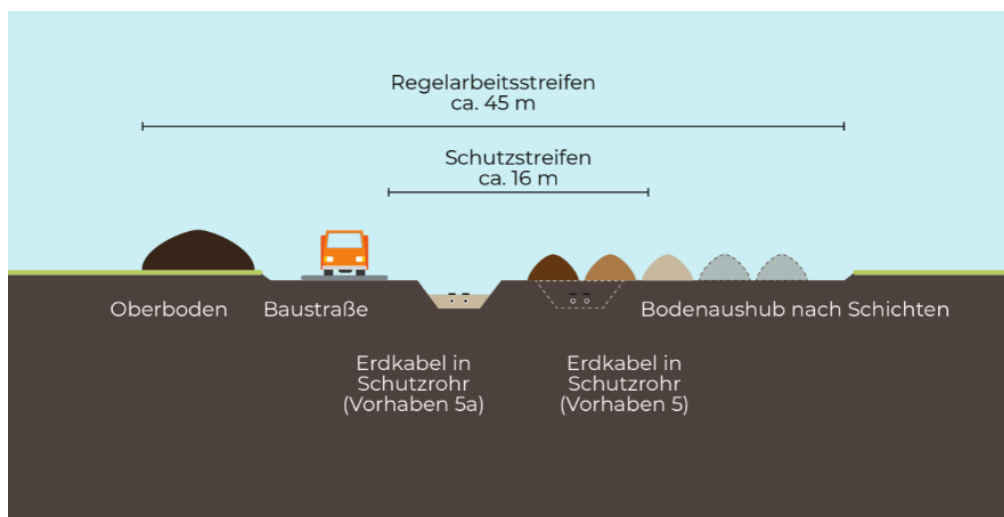 Regelarbeitsstreifen
ca. 45 m
Schutzstreifen
ca. 16 m
Oberboden
Baustraße
Bodenaushub nach Schichten
Erdkabel in
Schutzrohr
(Vorhaben 5a)
Erdkabel in
Schutzrohr
(Vorhaben 5)